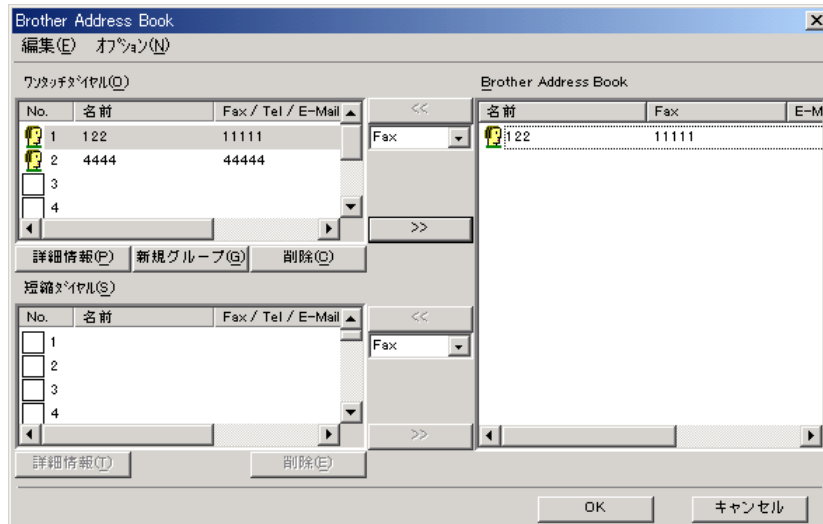 Brother Address Book
編集(E) オプション(N)
ワンタッチダイヤル(O)
No. 名前 Fax / Tel / E-Mail
1 122 11111
2 4444 44444
3
4
<<
Fax
>>
詳細情報(P) 新規グループ(G) 削除(C)
短縮ダイヤル(S)
No. 名前 Fax / Tel / E-Mail
1
2
3
4
<<
Fax
>>
詳細情報(T) 削除(E)
Brother Address Book
名前 Fax E-M
122 11111
OK キャンセル